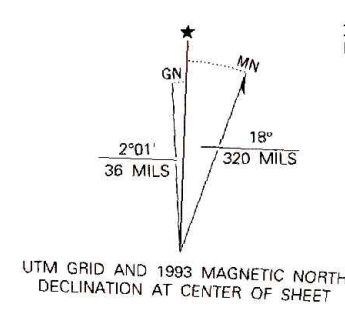 GN
MN
2°01'
36 MILS
18°
320 MILS
UTM GRID AND 1993 MAGNETIC NORTH
DECLINATION AT CENTER OF SHEET